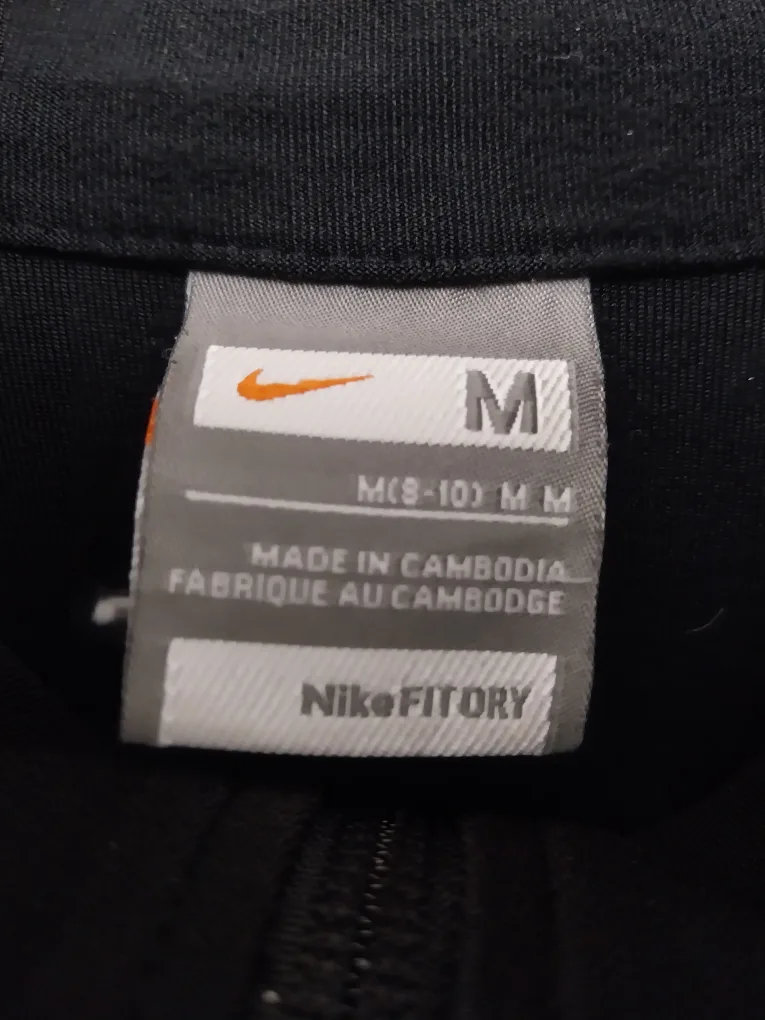 M
M(8-10) M M
MADE IN CAMBODIA
FABRIQUE AU CAMBODGE
NikeFIT DRY